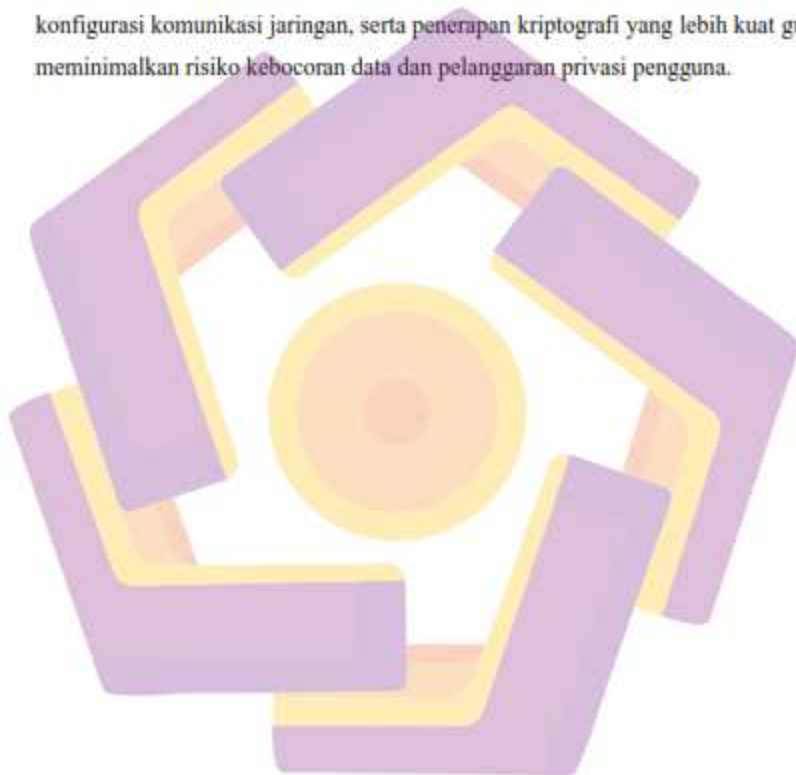 konfigurasi komunikasi jaringan, serta penerapan kriptografi yang lebih kuat
meminimalkan risiko kebocoran data dan pelanggaran privasi pengguna.